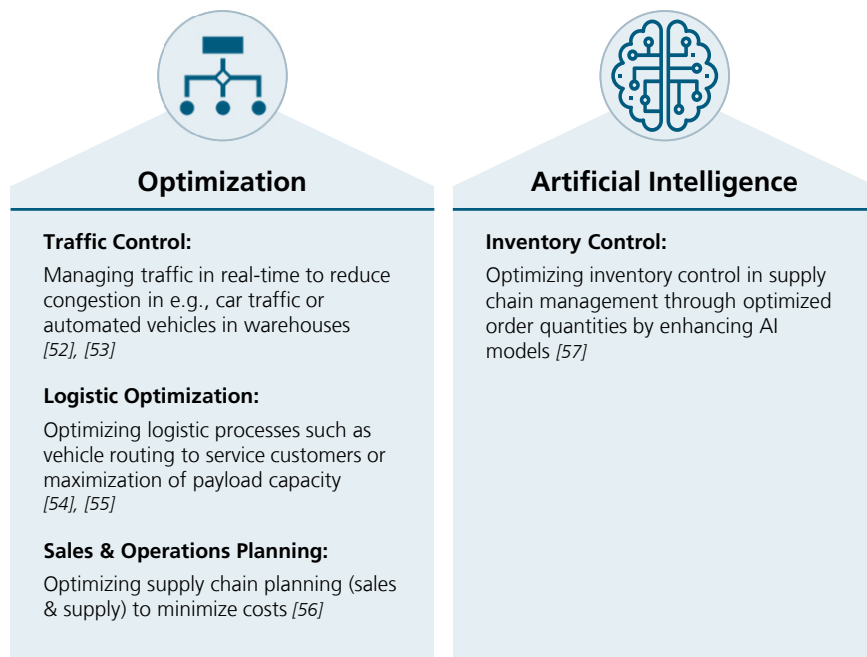 Optimization
Traffic Control:
Managing traffic in real-time to reduce
congestion in e.g., car traffic or
automated vehicles in warehouses
[52], [53]
Logistic Optimization:
Optimizing logistic processes such as
vehicle routing to service customers or
maximization of payload capacity
[54], [55]
Sales & Operations Planning:
Optimizing supply chain planning (sales
& supply) to minimize costs [56]
Artificial Intelligence
Inventory Control:
Optimizing inventory control in supply
chain management through optimized
order quantities by enhancing AI
models [57]